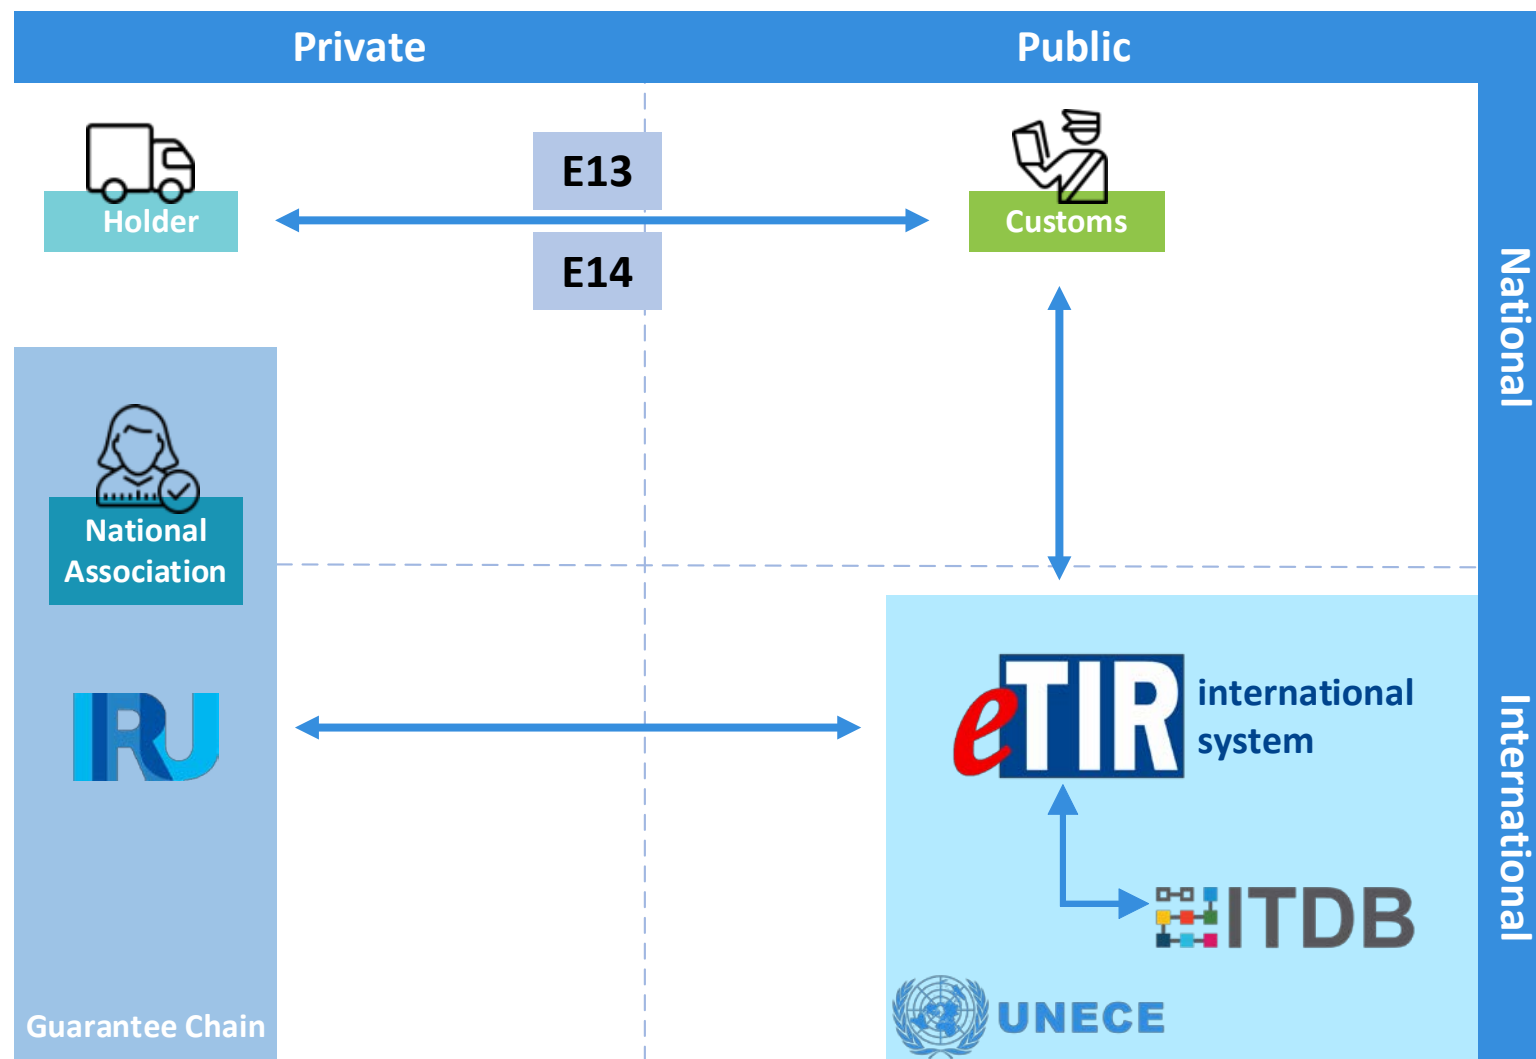 Private
Public
Holder
E13
E14
Customs
National
National
Association
IRU
eTIR
international
system
International
ITDB
Guarantee Chain
UNECE